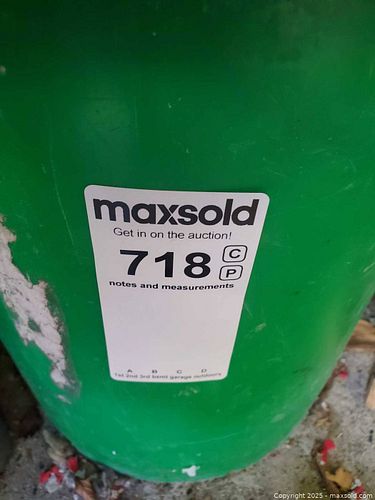 maxsold
Get in on the auction!
718 C
P
notes and measurements
A B C D
1st 2nd 3rd bsmt garage outdoors
Copyright 2025 - maxsold.com